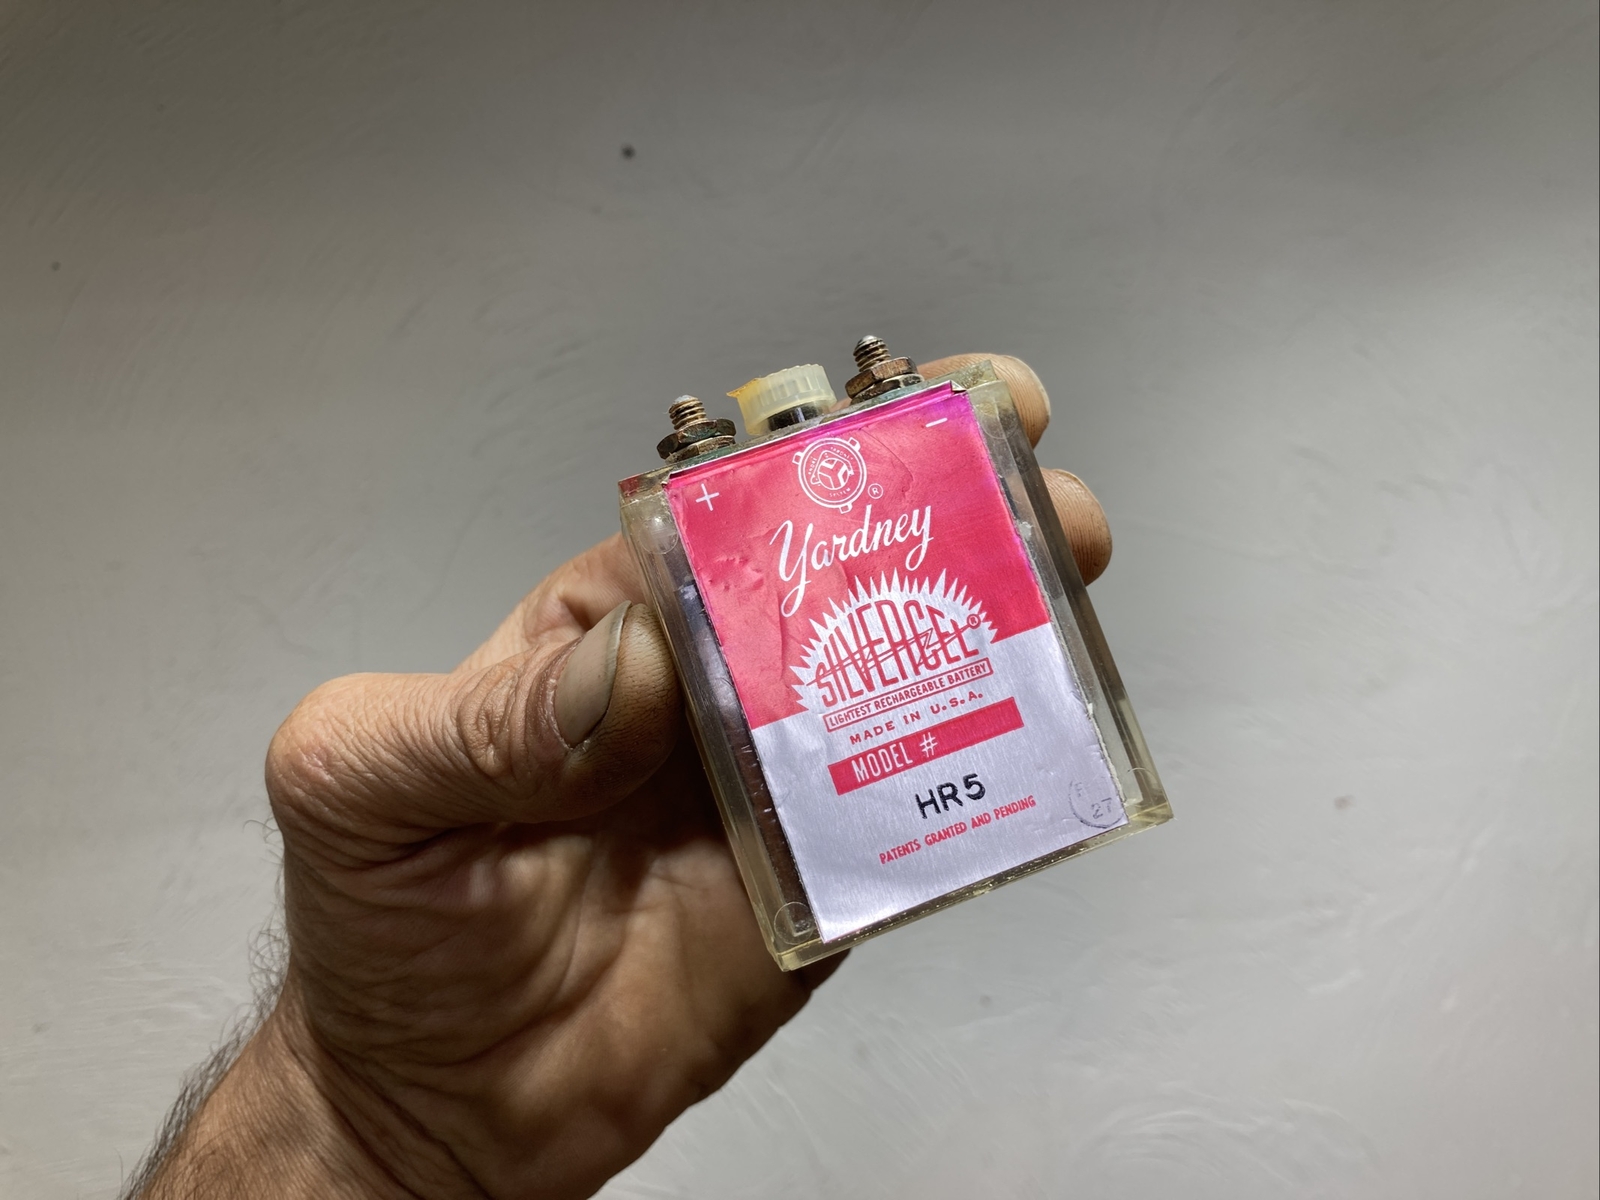 + −
®
Yardney
SILVERCEL®
LIGHTEST RECHARGEABLE BATTERY
MADE IN U.S.A.
MODEL #
HR5
PATENTS GRANTED AND PENDING
27